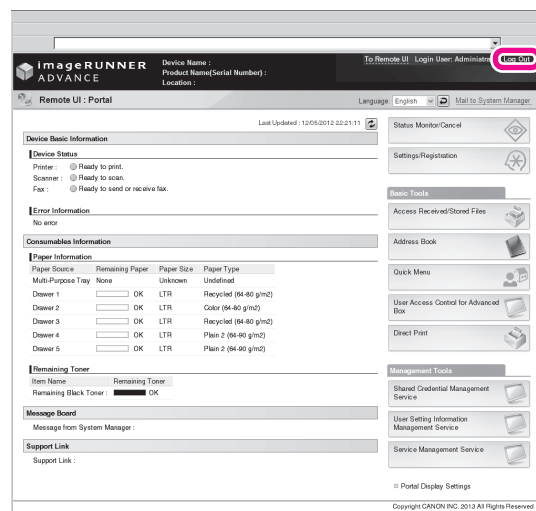 imageRUNNER
ADVANCE
Device Name :
Product Name(Serial Number) :
Location :
To Remote UI Login User: Administra Log Out
Remote UI : Portal
Language: English Mail to System Manager
Last Updated : 12/05/2012 22:21:11
Device Basic Information
Device Status
Printer : Ready to print.
Scanner : Ready to scan.
Fax : Ready to send or receive fax.
Error Information
No error
Consumables Information
Paper Information
Paper Source Remaining Paper Paper Size Paper Type
Multi-Purpose Tray None Unknown Undefined
Drawer 1 OK LTR Recycled (64-80 g/m2)
Drawer 2 OK LTR Color (64-80 g/m2)
Drawer 3 OK LTR Recycled (64-80 g/m2)
Drawer 4 OK LTR Plain 2 (64-90 g/m2)
Drawer 5 OK LTR Plain 2 (64-90 g/m2)
Remaining Toner
Item Name Remaining Toner
Remaining Black Toner : OK
Message Board
Message from System Manager :
Support Link
Support Link :
Status Monitor/Cancel
Settings/Registration
Basic Tools
Access Received/Stored Files
Address Book
Quick Menu
User Access Control for Advanced
Box
Direct Print
Management Tools
Shared Credential Management
Service
User Setting Information
Management Service
Service Management Service
Portal Display Settings
Copyright CANON INC. 2013 All Rights Reserved